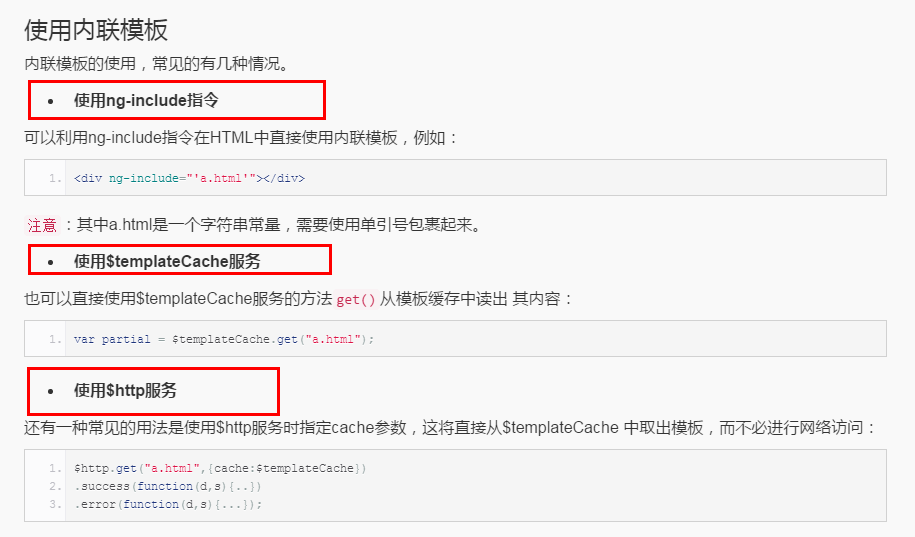 使用内联模板
内联模板的使用，常见的有几种情况。
• 使用ng-include指令
可以利用ng-include指令在HTML中直接使用内联模板，例如：
1. <div ng-include="'a.html'"></div>
注意 ：其中a.html是一个字符串常量，需要使用单引号包裹起来。
• 使用$templateCache服务
也可以直接使用$templateCache服务的方法 get() 从模板缓存中读出 其内容：
1. var partial = $templateCache.get("a.html");
• 使用$http服务
还有一种常见的用法是使用$http服务时指定cache参数，这将直接从$templateCache 中取出模板，而不必进行网络访问：
1. $http.get("a.html",{cache:$templateCache})
2. .success(function(d,s){..})
3. .error(function(d,s){...});